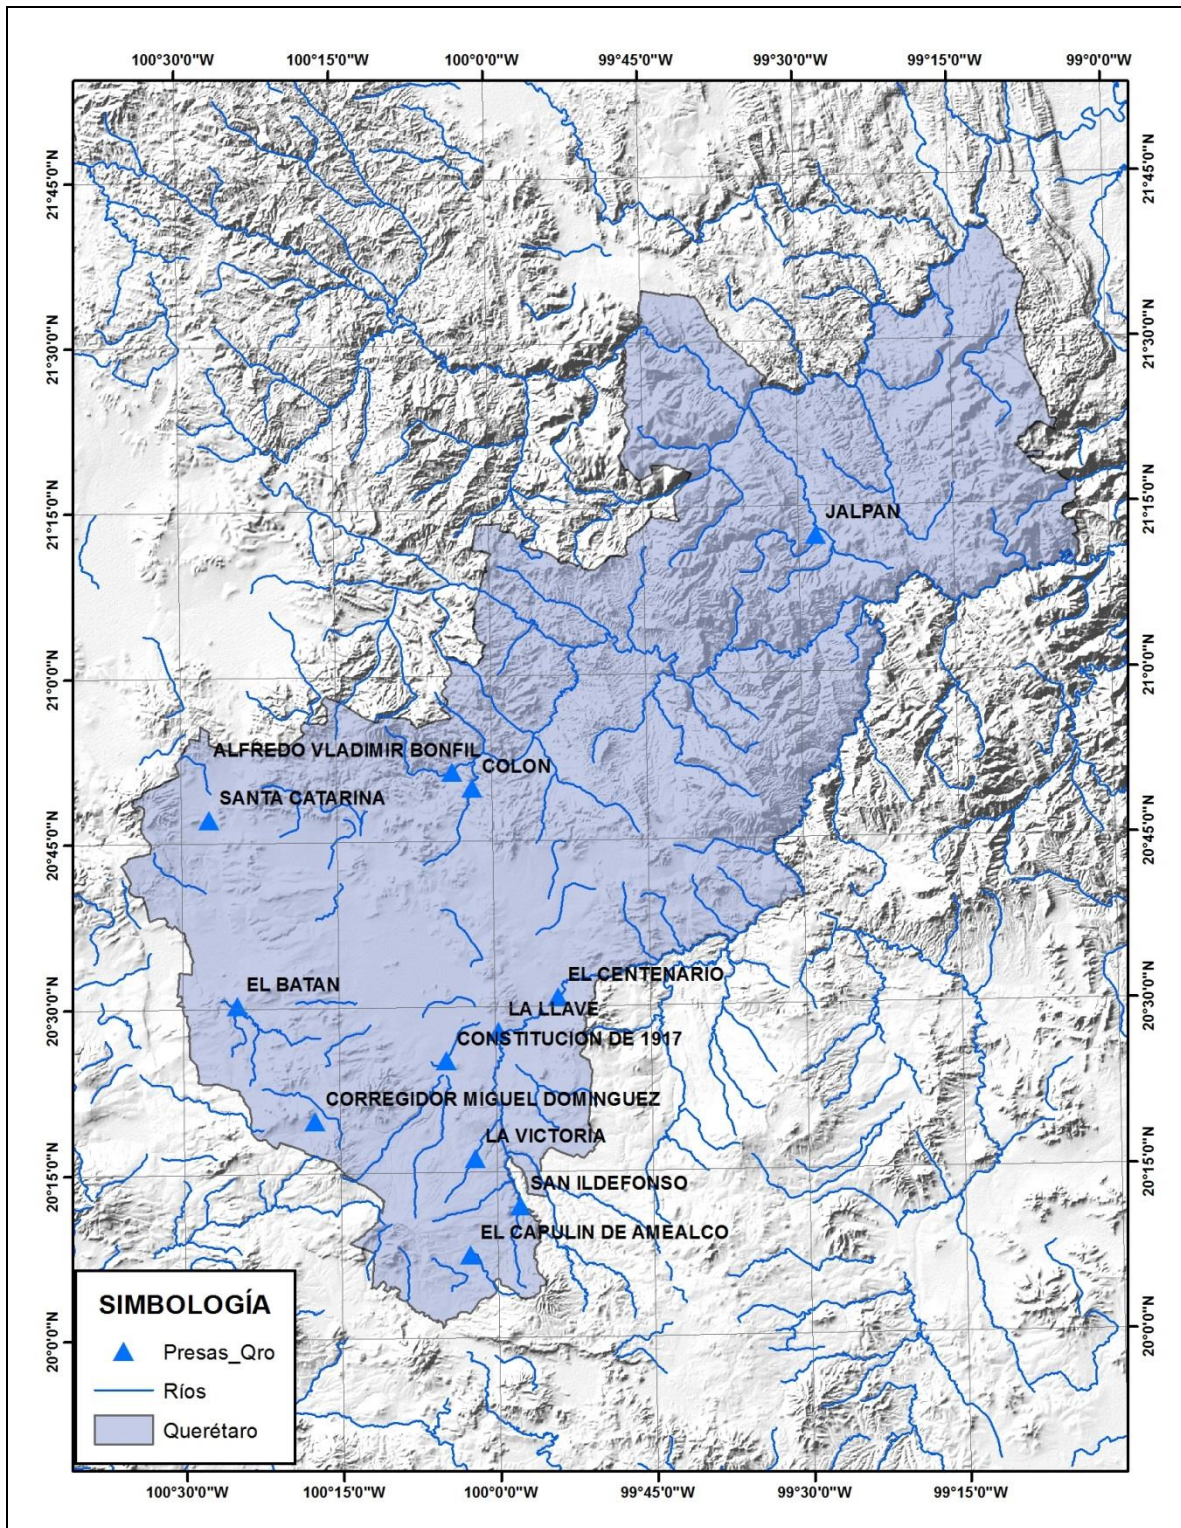 100°30'0"W 100°15'0"W 100°0'0"W 99°45'0"W 99°30'0"W 99°15'0"W 99°0'0"W
21°45'0"N 21°45'0"N
21°30'0"N 21°30'0"N
21°15'0"N 21°15'0"N
JALPAN
21°0'0"N 21°0'0"N
ALFREDO VLADIMIR BONFIL
COLON
SANTA CATARINA
20°45'0"N 20°45'0"N
EL CENTENARIO
EL BATAN
20°30'0"N 20°30'0"N
LA LLAVE
CONSTITUCION DE 1917
CORREGIDOR MIGUEL DOMINGUEZ
LA VICTORIA
20°15'0"N 20°15'0"N
SAN ILDEFONSO
EL CAPULIN DE AMEALCO
SIMBOLOGÍA
20°0'0"N 20°0'0"N
Presas_Qro
Ríos
Querétaro
100°30'0"W 100°15'0"W 100°0'0"W 99°45'0"W 99°30'0"W 99°15'0"W